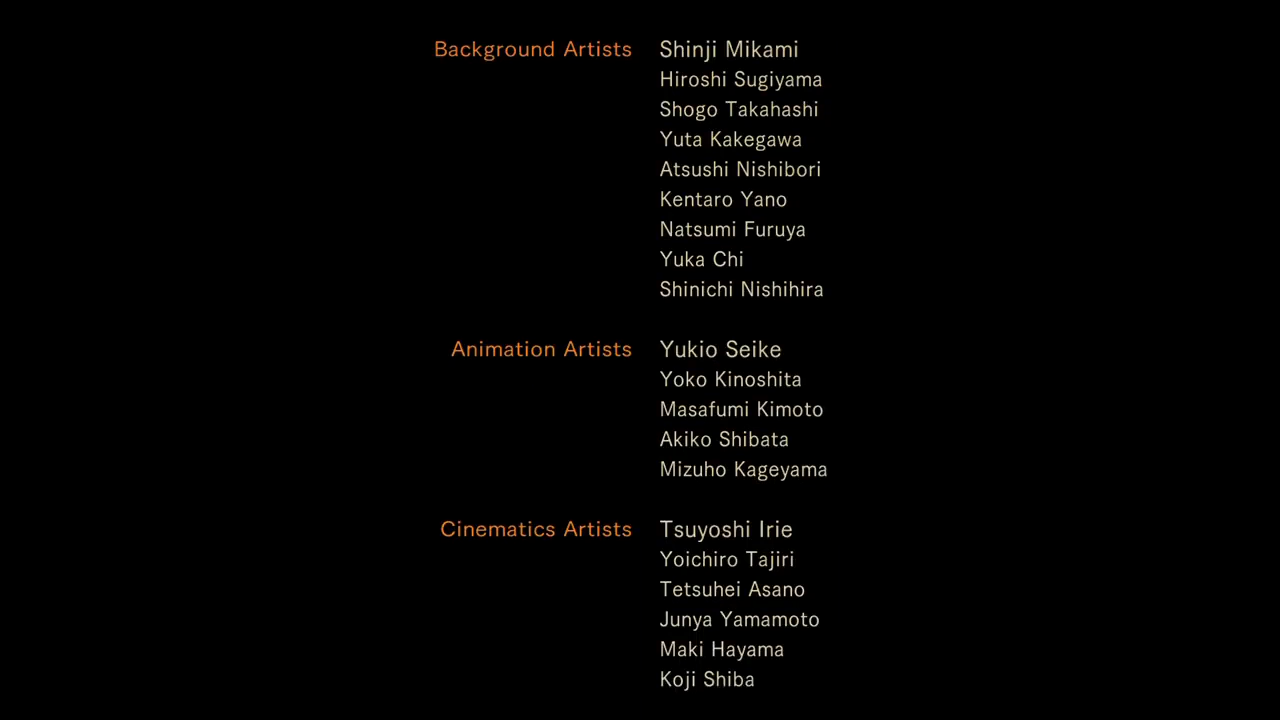 Background Artists Shinji Mikami
Hiroshi Sugiyama
Shogo Takahashi
Yuta Kakegawa
Atsushi Nishibori
Kentaro Yano
Natsumi Furuya
Yuka Chi
Shinichi Nishihira
Animation Artists Yukio Seike
Yoko Kinoshita
Masafumi Kimoto
Akiko Shibata
Mizuho Kageyama
Cinematics Artists Tsuyoshi Irie
Yoichiro Tajiri
Tetsuhei Asano
Junya Yamamoto
Maki Hayama
Koji Shiba